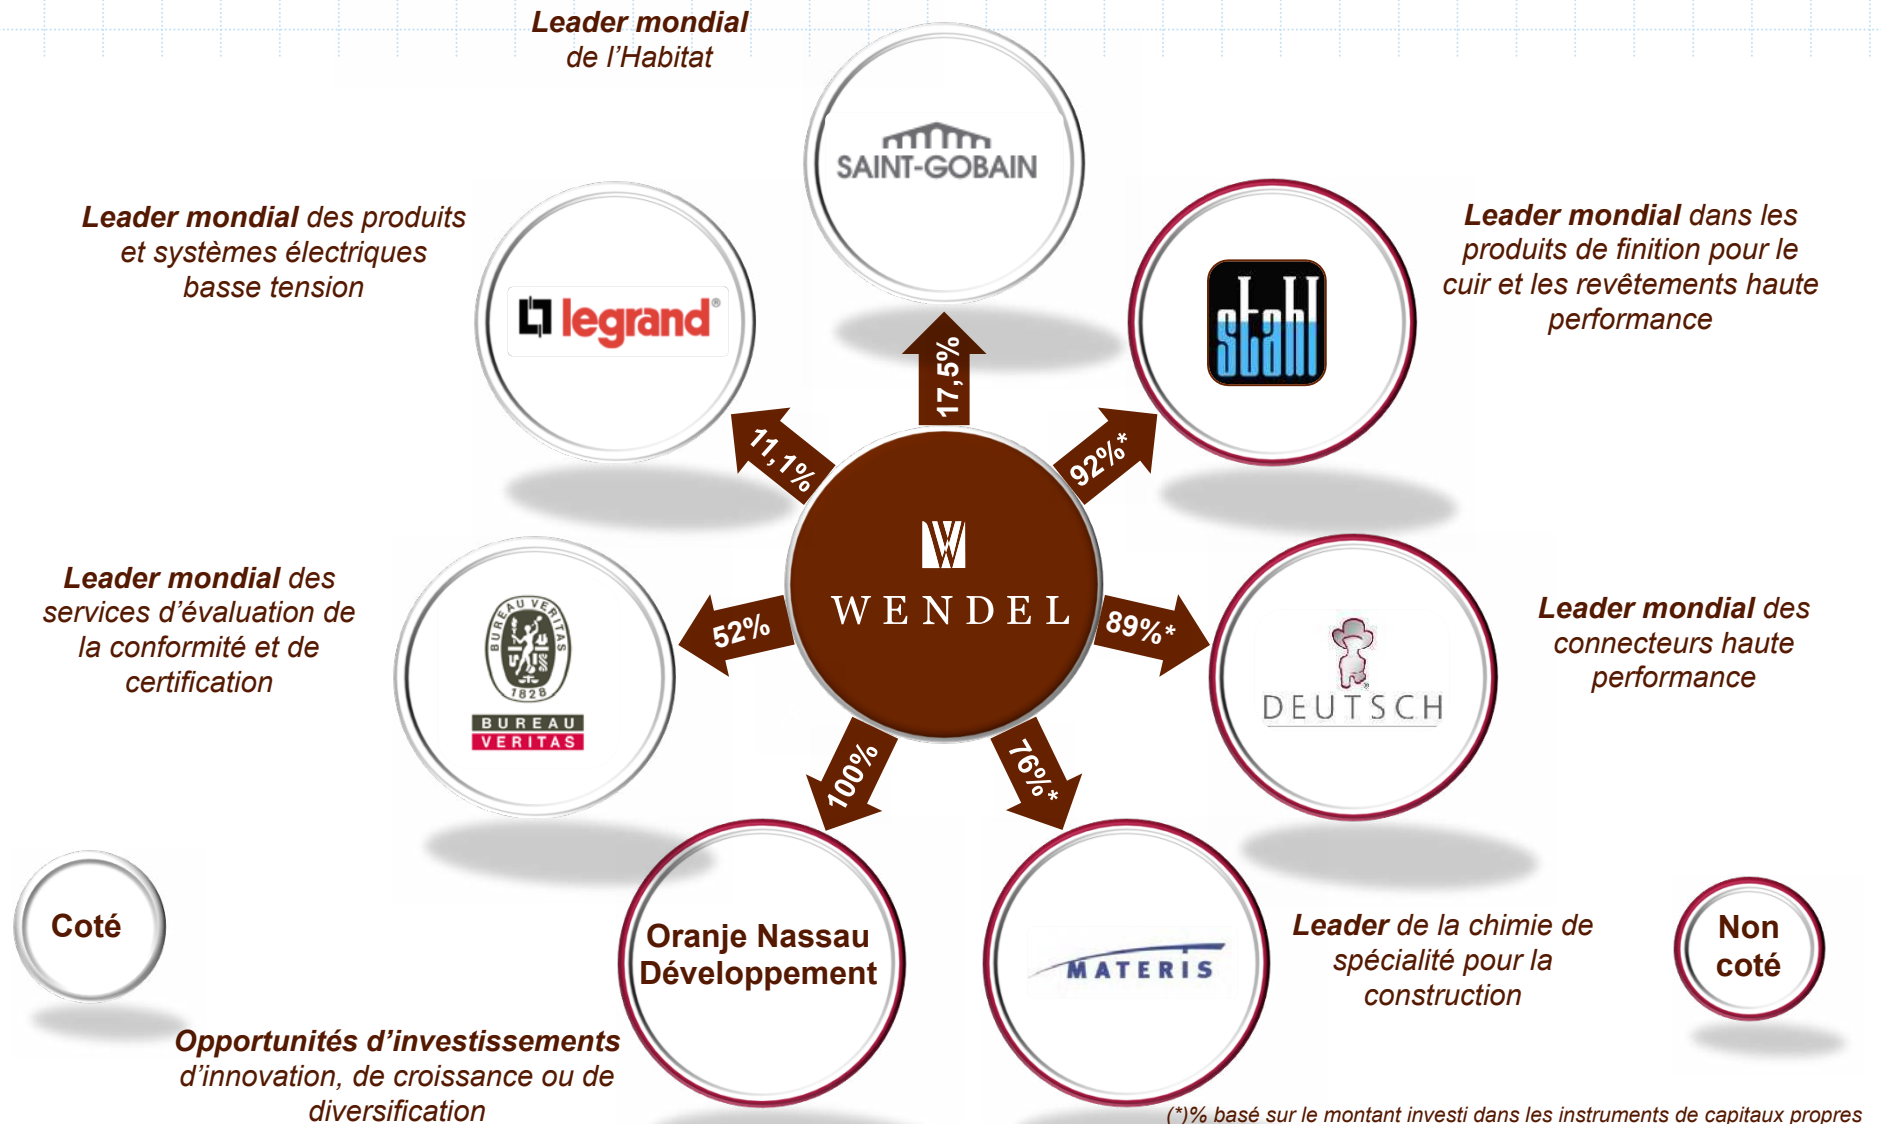 Leader mondial
de l’Habitat
SAINT-GOBAIN
Leader mondial des produits
et systèmes électriques
basse tension
legrand®
Leader mondial dans les
produits de finition pour le
cuir et les revêtements haute
performance
stahl
17,5%
11,1%
92%*
WENDEL
52%
89%*
100%
76%*
Leader mondial des
services d’évaluation de
la conformité et de
certification
BUREAU VERITAS
1828
BUREAU
VERITAS
Leader mondial des
connecteurs haute
performance
DEUTSCH
Coté
Oranje Nassau
Développement
MATERIS
Leader de la chimie de
spécialité pour la
construction
Non
coté
Opportunités d’investissements
d’innovation, de croissance ou de
diversification
(*)% basé sur le montant investi dans les instruments de capitaux propres